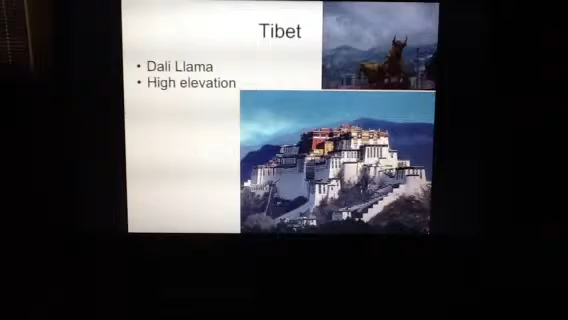 Tibet
• Dali Llama
• High elevation